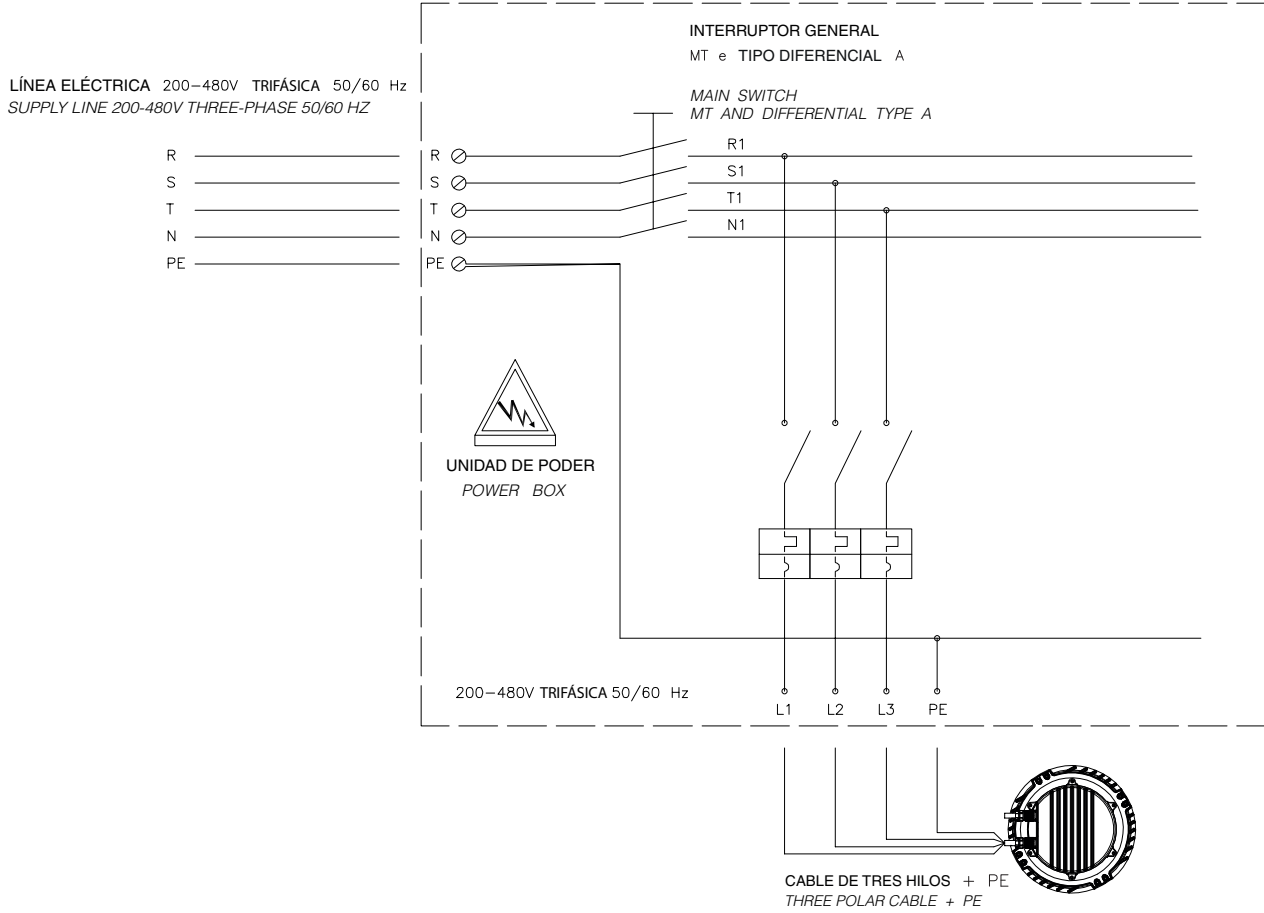 INTERRUPTOR GENERAL
MT e TIPO DIFERENCIAL A
MAIN SWITCH
MT AND DIFFERENTIAL TYPE A
LÍNEA ELÉCTRICA 200-480V TRIFÁSICA 50/60 Hz
SUPPLY LINE 200-480V THREE-PHASE 50/60 HZ
R R R1
S S S1
T T T1
N N N1
PE PE
UNIDAD DE PODER
POWER BOX
200-480V TRIFÁSICA 50/60 Hz
L1 L2 L3 PE
CABLE DE TRES HILOS + PE
THREE POLAR CABLE + PE